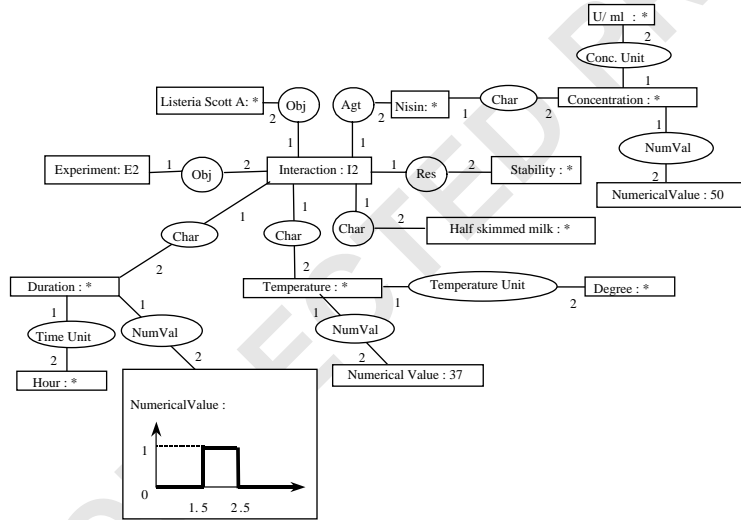 U/ ml : *
2
Conc. Unit
1
Listeria Scott A: *
2
Obj
1
Agt
2
Nisin: *
1
Char
2
Concentration : *
1
1
NumVal
2
NumericalValue : 50
Experiment: E2
1
Obj
2
Interaction : I2
1
Res
2
Stability : *
1
Char
2
1
Char
2
1
Char
2
Half skimmed milk : *
Duration : *
1
Time Unit
2
Hour : *
1
NumVal
2
Temperature : *
1
Temperature Unit
2
Degree : *
1
NumVal
2
Numerical Value : 37
NumericalValue :
1
0
1.5 2.5